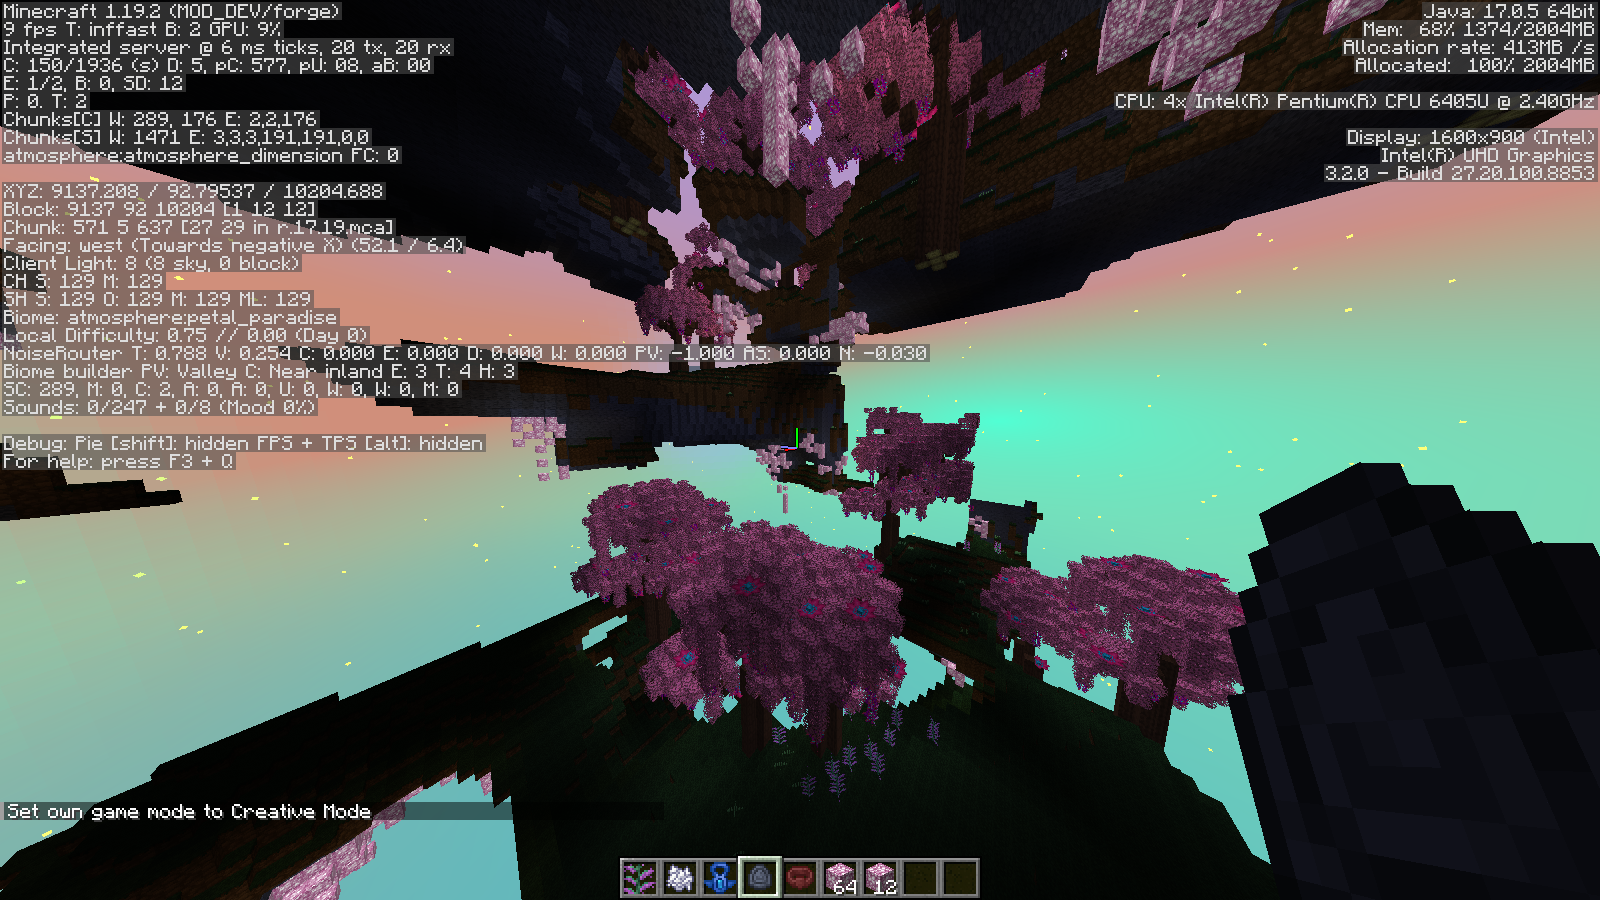 Minecraft 1.19.2 (MOD_DEV/forge)
9 fps T: inffast B: 2 GPU: 9%
Integrated server @ 6 ms ticks, 20 tx, 20 rx
C: 150/1936 (s) D: 5, pC: 577, pU: 08, aB: 00
E: 1/2, B: 0, SD: 12
P: 0. T: 2
Chunks[C] W: 289, 176 E: 2,2,176
Chunks[S] W: 1471 E: 3,3,3,191,191,0,0
atmosphere:atmosphere_dimension FC: 0
XYZ: 9137.208 / 92.79537 / 10204.688
Block: 9137 92 10204 [1 12 12]
Chunk: 571 5 637 [27 29 in r.17.19.mca]
Facing: west (Towards negative X) (52.1 / 6.4)
Client Light: 8 (8 sky, 0 block)
CH S: 129 M: 129
SH S: 129 O: 129 M: 129 ML: 129
Biome: atmosphere:petal_paradise
Local Difficulty: 0.75 // 0.00 (Day 0)
NoiseRouter T: 0.788 V: 0.254 C: 0.000 E: 0.000 D: 0.000 W: 0.000 PV: -1.000 AS: 0.000 N: -0.030
Biome builder PV: Valley C: Near inland E: 3 T: 4 H: 3
SC: 289, M: 0, C: 2, A: 0, A: 0, U: 0, W: 0, W: 0, M: 0
Sounds: 0/247 + 0/8 (Mood 0%)
Debug: Pie [shift]: hidden FPS + TPS [alt]: hidden
For help: press F3 + Q
Java: 17.0.5 64bit
Mem: 68% 1374/2004MB
Allocation rate: 413MB /s
Allocated: 100% 2004MB
CPU: 4x Intel(R) Pentium(R) CPU 6405U @ 2.40GHz
Display: 1600x900 (Intel)
Intel(R) UHD Graphics
3.2.0 - Build 27.20.100.8853
Set own game mode to Creative Mode
64
12